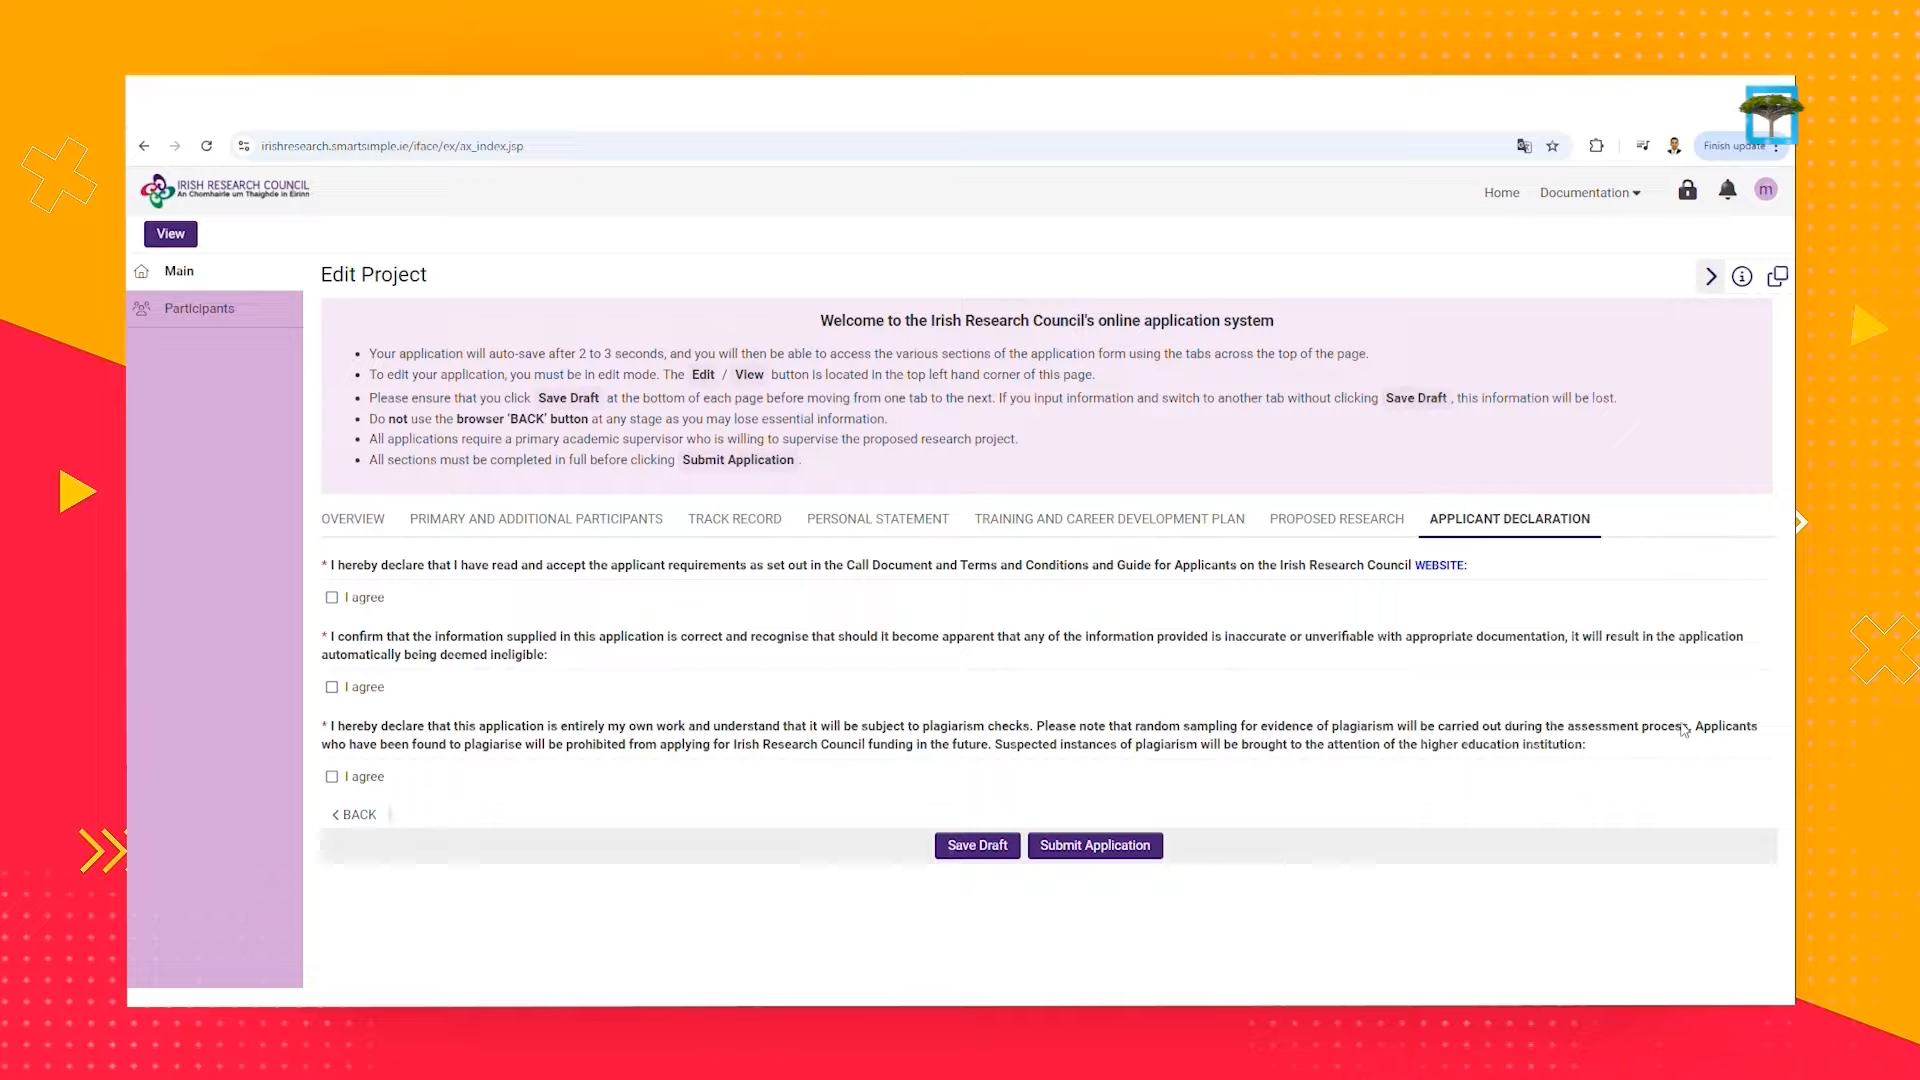 irishresearch.smartsimple.ie/iface/ex/ax_index.jsp
Finish update
IRISH RESEARCH COUNCIL
An Chomhairle um Thaighde in Éirinn
Home Documentation
m
View
Main
Participants
Edit Project
Welcome to the Irish Research Council's online application system
• Your application will auto-save after 2 to 3 seconds, and you will then be able to access the various sections of the application form using the tabs across the top of the page.
• To edit your application, you must be in edit mode. The Edit / View button is located in the top left hand corner of this page.
• Please ensure that you click Save Draft at the bottom of each page before moving from one tab to the next. If you input information and switch to another tab without clicking Save Draft , this information will be lost.
• Do not use the browser ‘BACK’ button at any stage as you may lose essential information.
• All applications require a primary academic supervisor who is willing to supervise the proposed research project.
• All sections must be completed in full before clicking Submit Application .
OVERVIEW PRIMARY AND ADDITIONAL PARTICIPANTS TRACK RECORD PERSONAL STATEMENT TRAINING AND CAREER DEVELOPMENT PLAN PROPOSED RESEARCH APPLICANT DECLARATION
* I hereby declare that I have read and accept the applicant requirements as set out in the Call Document and Terms and Conditions and Guide for Applicants on the Irish Research Council WEBSITE:
I agree
* I confirm that the information supplied in this application is correct and recognise that should it become apparent that any of the information provided is inaccurate or unverifiable with appropriate documentation, it will result in the application
automatically being deemed ineligible:
I agree
* I hereby declare that this application is entirely my own work and understand that it will be subject to plagiarism checks. Please note that random sampling for evidence of plagiarism will be carried out during the assessment process. Applicants
who have been found to plagiarise will be prohibited from applying for Irish Research Council funding in the future. Suspected instances of plagiarism will be brought to the attention of the higher education institution:
I agree
< BACK
Save Draft Submit Application